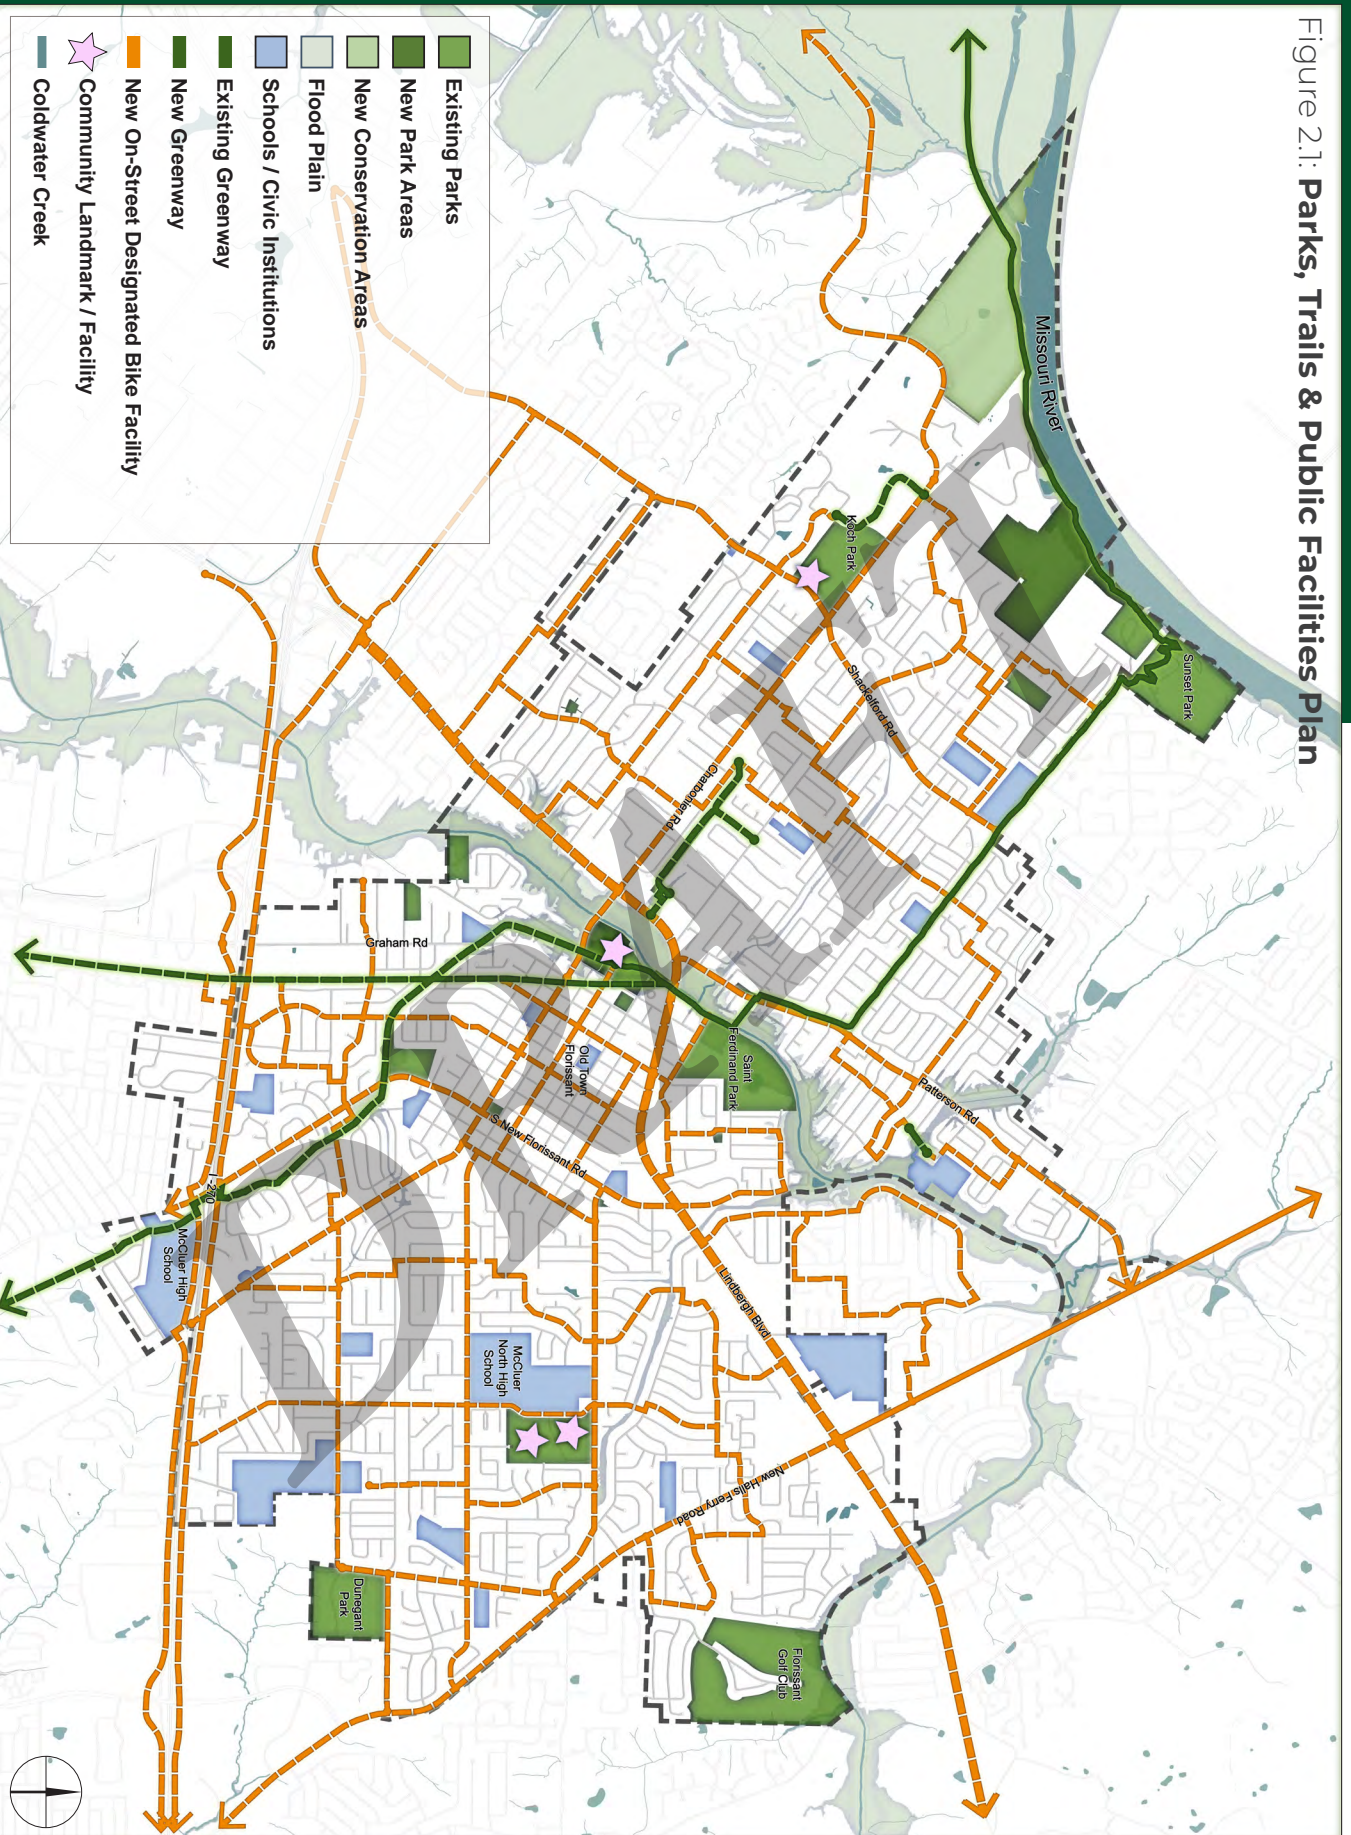 Figure 2.1: Parks, Trails & Public Facilities Plan
Existing Parks
New Park Areas
New Conservation Areas
Flood Plain
Schools / Civic Institutions
Existing Greenway
New Greenway
New On-Street Designated Bike Facility
Community Landmark / Facility
Coldwater Creek
Missouri River
Sunset Park
Koch Park
Shackelford Rd
Charbonier Rd
Graham Rd
Saint
Ferdinand Park
Old Town
Florissant
Patterson Rd
S New Florissant Rd
I-270
McCluer High
School
Lindbergh Blvd
McCluer
North High
School
New Halls Ferry Road
Dunegant
Park
Florissant
Golf Club
DRAFT